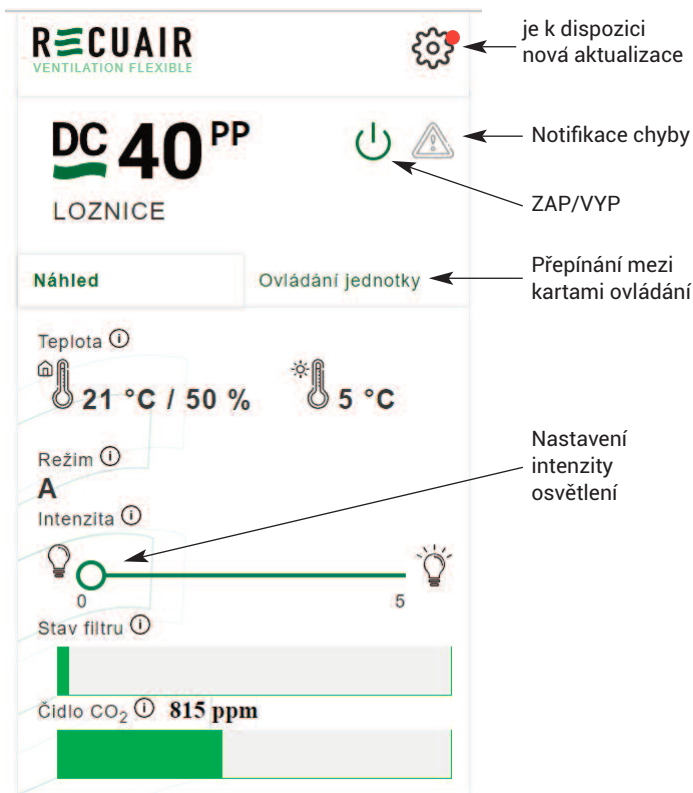 RECUAIR
VENTILATION FLEXIBLE
je k dispozici
nová aktualizace
DC 40 PP
Notifikace chyby
LOZNICE
ZAP/VYP
Náhled
Ovládání jednotky
Přepínání mezi
kartami ovládání
Teplota
21 °C / 50 %
5 °C
Režim
A
Nastavení
intenzity
osvětlení
Intenzita
0
5
Stav filtru
Čidlo CO₂ 815 ppm